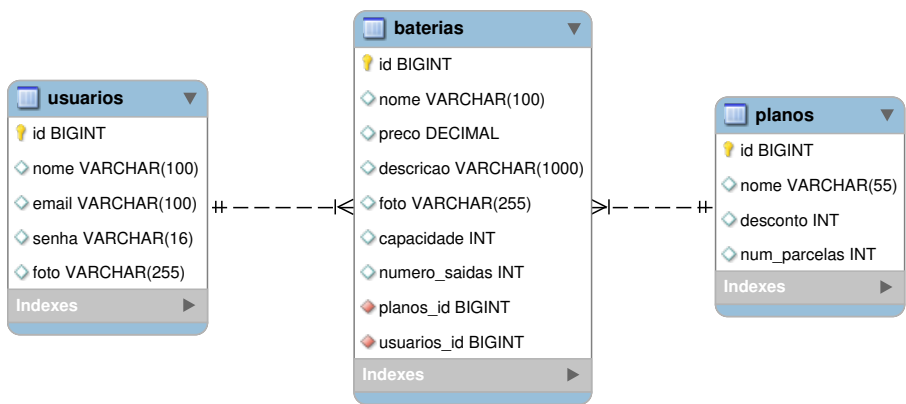 usuarios
id BIGINT
nome VARCHAR(100)
email VARCHAR(100)
senha VARCHAR(16)
foto VARCHAR(255)
Indexes
baterias
id BIGINT
nome VARCHAR(100)
preco DECIMAL
descricao VARCHAR(1000)
foto VARCHAR(255)
capacidade INT
numero_saidas INT
planos_id BIGINT
usuarios_id BIGINT
Indexes
planos
id BIGINT
nome VARCHAR(55)
desconto INT
num_parcelas INT
Indexes